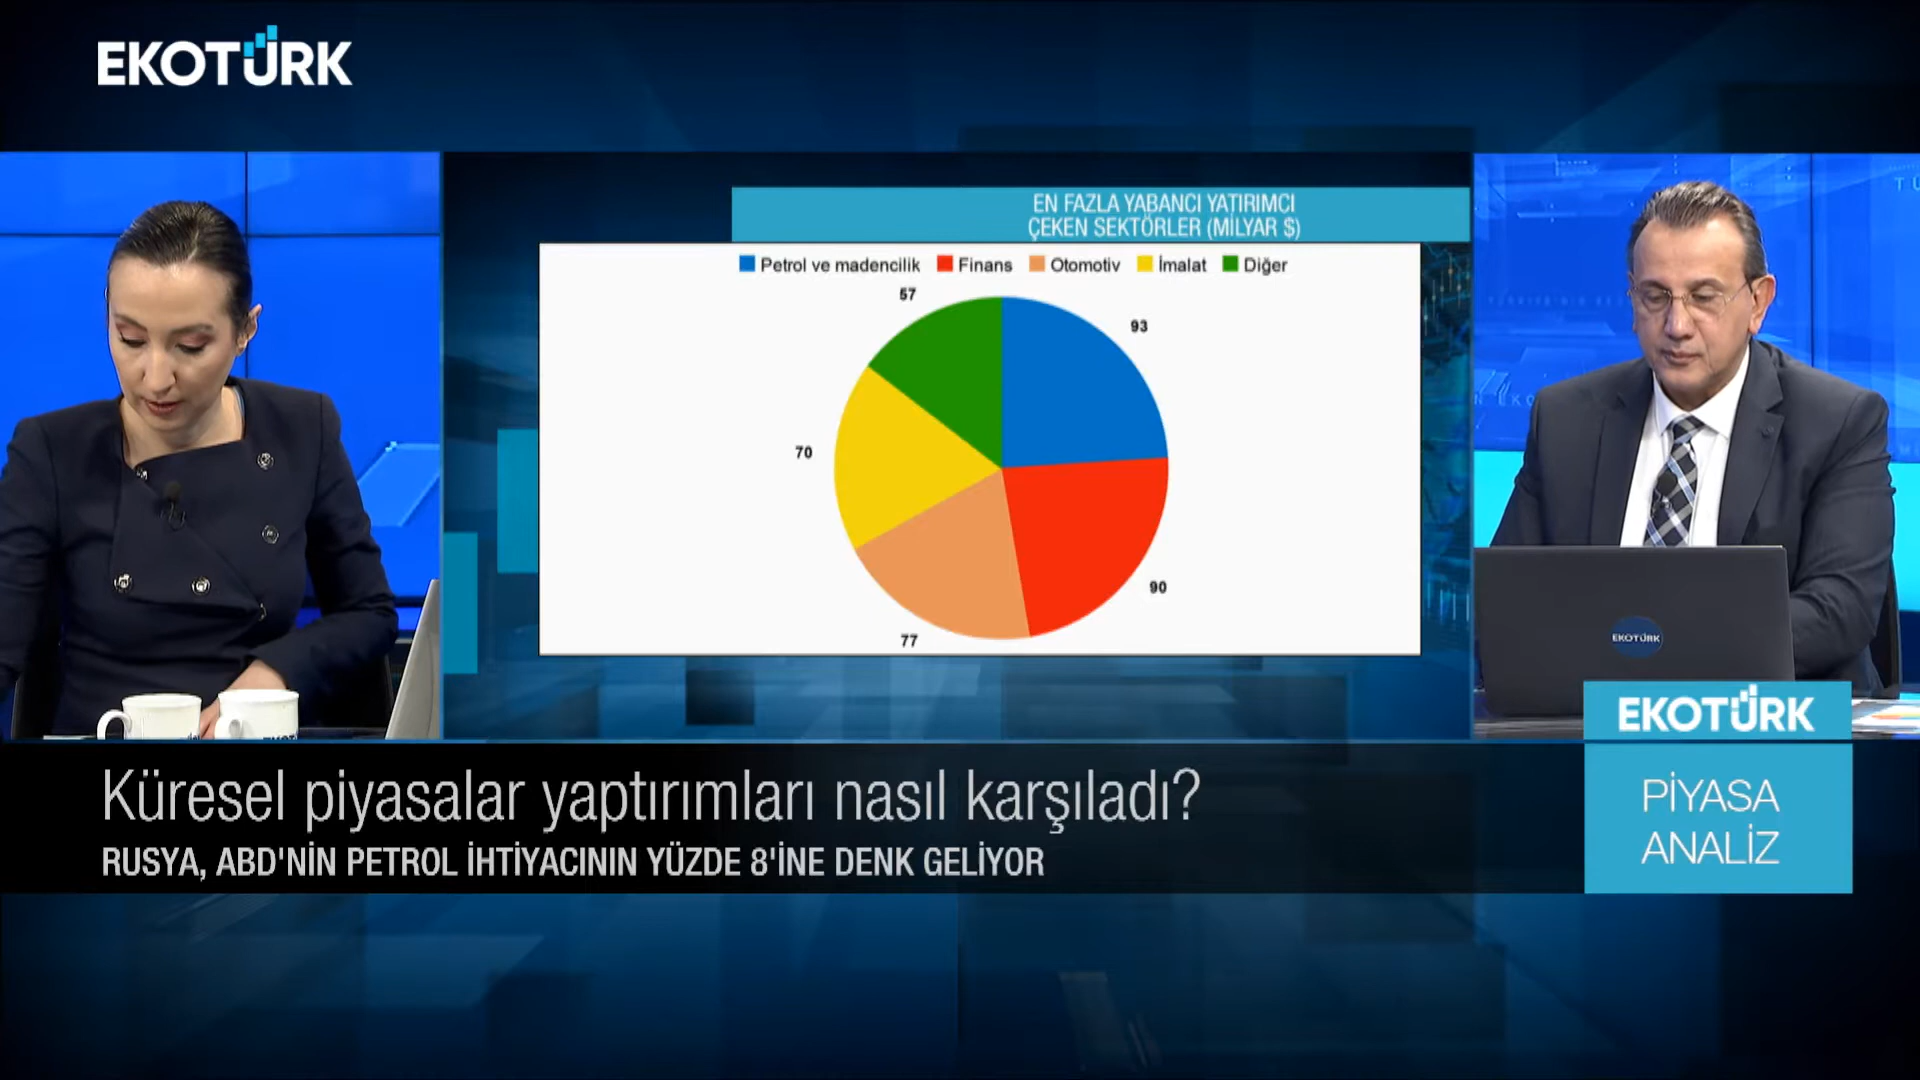 EKOTÜRK
EN FAZLA YABANCI YATIRIMCI
ÇEKEN SEKTÖRLER (MİLYAR $)
Petrol ve madencilik Finans Otomotiv İmalat Diğer
57
93
70
90
77
EKOTÜRK
EKOTÜRK
PİYASA
ANALİZ
Küresel piyasalar yaptırımları nasıl karşıladı?
RUSYA, ABD'NİN PETROL İHTİYACININ YÜZDE 8'İNE DENK GELİYOR